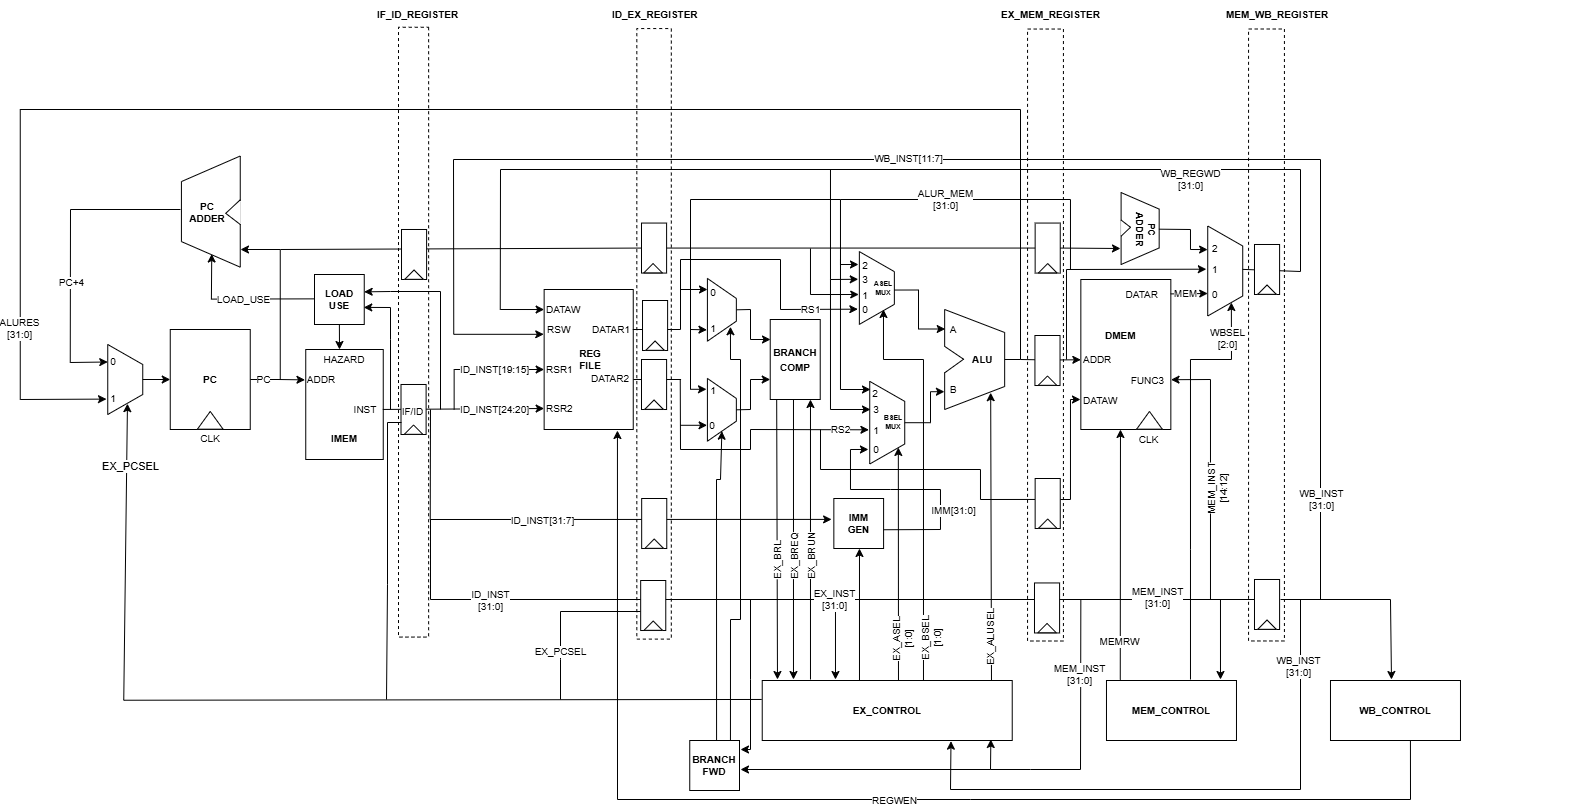 IF_ID_REGISTER
ID_EX_REGISTER
EX_MEM_REGISTER
MEM_WB_REGISTER
WB_INST[11:7]
WB_REGWD
[31:0]
ALUR_MEM
[31:0]
PC
ADDER
PC
ADDER
PC+4
LOAD_USE
LOAD
USE
ALURES
[31:0]
0
1
PC
CLK
PC
HAZARD
ADDR
INST
IMEM
IF/ID
EX_PCSEL
ID_INST[19:15]
ID_INST[24:20]
DATAW
RSW
REG
FILE
RSR1
RSR2
DATAR1
DATAR2
0
1
1
0
BRANCH
COMP
RS1
2
3
1
0
ASEL
MUX
RS2
2
3
1
0
BSEL
MUX
A
B
ALU
DATAR
DMEM
ADDR
FUNC3
DATAW
CLK
MEM
2
1
0
WBSEL
[2:0]
ID_INST[31:7]
IMM
GEN
IMM[31:0]
EX_BRL
EX_BREQ
EX_BRUN
MEM_INST
[14:12]
WB_INST
[31:0]
ID_INST
[31:0]
EX_INST
[31:0]
MEM_INST
[31:0]
EX_PCSEL
EX_ASEL
[1:0]
EX_BSEL
[1:0]
EX_ALUSEL
MEMRW
MEM_INST
[31:0]
WB_INST
[31:0]
EX_CONTROL
MEM_CONTROL
WB_CONTROL
BRANCH
FWD
REGWEN